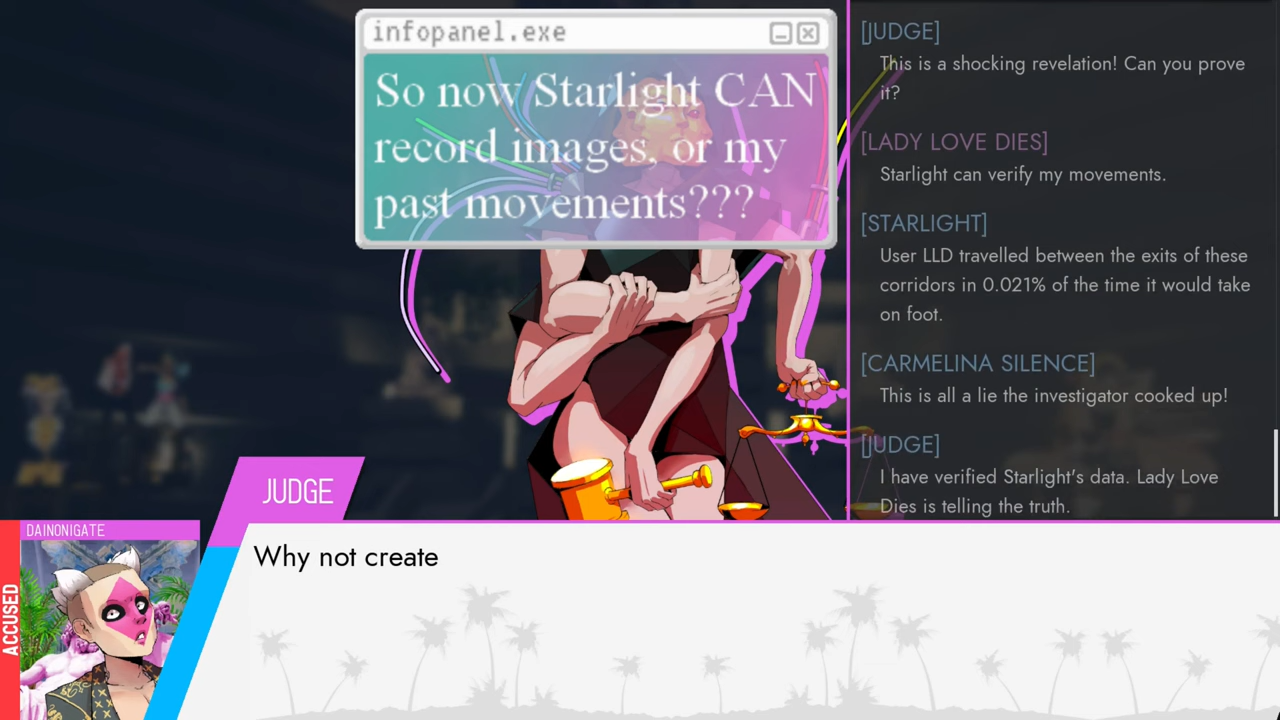 infopanel.exe
So now Starlight CAN
record images, or my
past movements???
[JUDGE]
This is a shocking revelation! Can you prove
it?
[LADY LOVE DIES]
Starlight can verify my movements.
[STARLIGHT]
User LLD travelled between the exits of these
corridors in 0.021% of the time it would take
on foot.
[CARMELINA SILENCE]
This is all a lie the investigator cooked up!
[JUDGE]
I have verified Starlight's data. Lady Love
Dies is telling the truth.
JUDGE
DAINONIGATE
ACCUSED
Why not create